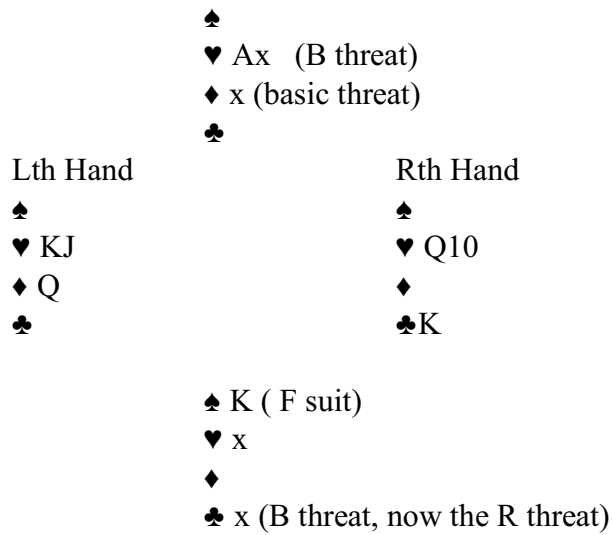 ♠
♥ Ax (B threat)
♦ x (basic threat)
♣
Lth Hand Rth Hand
♠ ♠
♥ KJ ♥ Q10
♦ Q ♦
♣ ♣K
♠ K ( F suit)
♥ x
♦
♣ x (B threat, now the R threat)